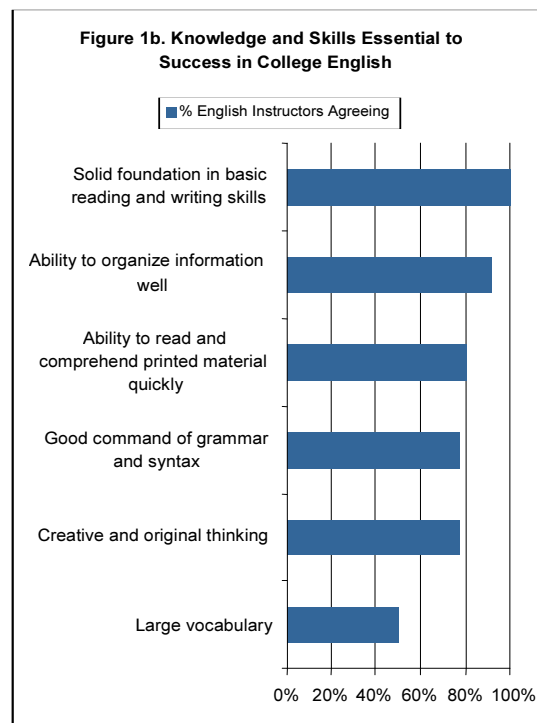 Figure 1b. Knowledge and Skills Essential to
Success in College English
% English Instructors Agreeing
Solid foundation in basic
reading and writing skills
Ability to organize information
well
Ability to read and
comprehend printed material
quickly
Good command of grammar
and syntax
Creative and original thinking
Large vocabulary
0% 20% 40% 60% 80% 100%